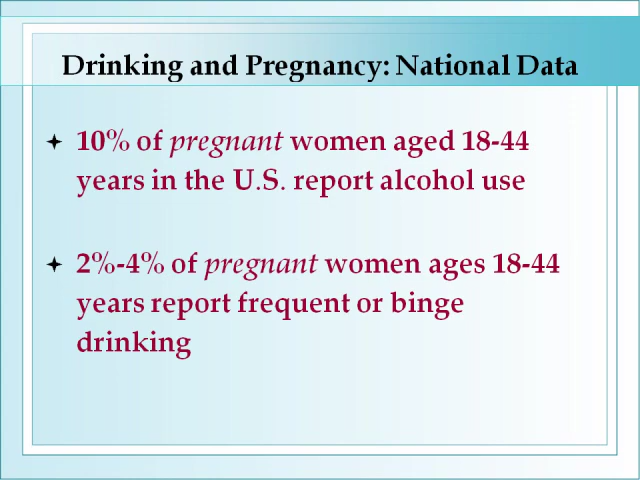 Drinking and Pregnancy: National Data
10% of pregnant women aged 18-44
years in the U.S. report alcohol use
2%-4% of pregnant women ages 18-44
years report frequent or binge
drinking